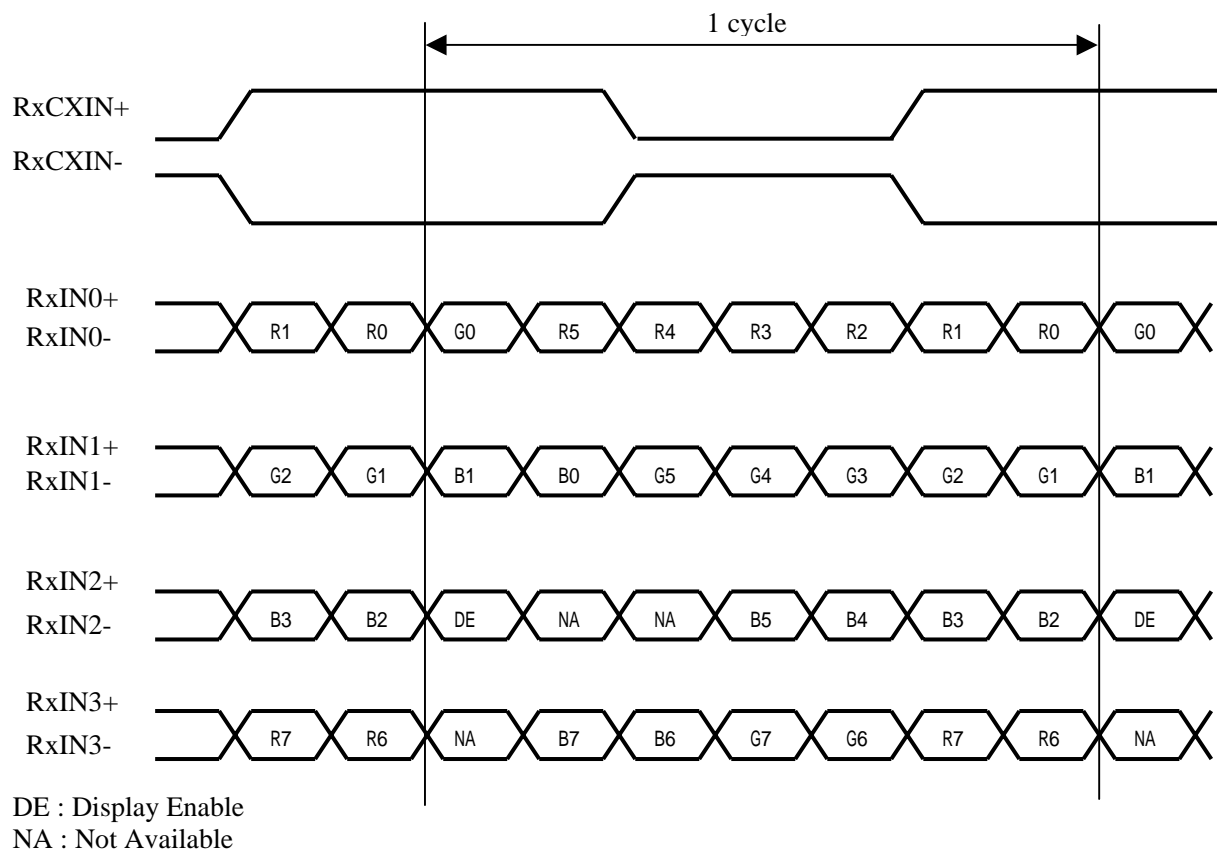 1 cycle
RxCXIN+
RxCXIN-
RxIN0+
RxIN0-
R1 R0 G0 R5 R4 R3 R2 R1 R0 G0
RxIN1+
RxIN1-
G2 G1 B1 B0 G5 G4 G3 G2 G1 B1
RxIN2+
RxIN2-
B3 B2 DE NA NA B5 B4 B3 B2 DE
RxIN3+
RxIN3-
R7 R6 NA B7 B6 G7 G6 R7 R6 NA
DE : Display Enable
NA : Not Available